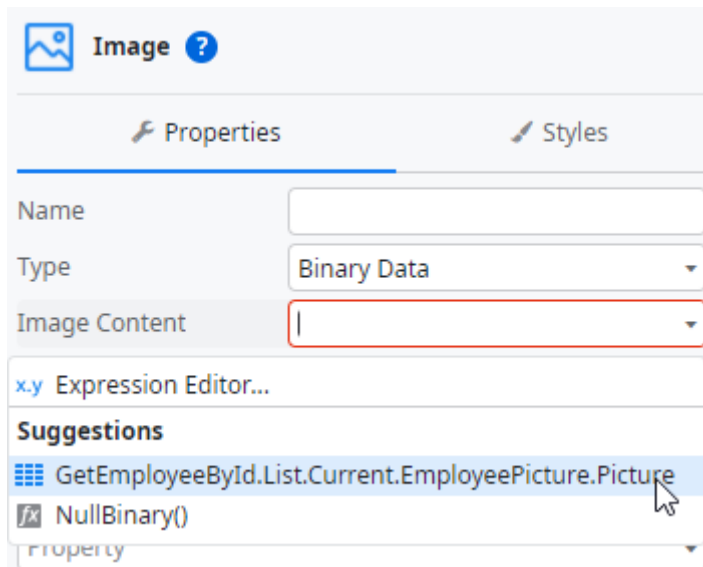 Image ?
Properties
Styles
Name
Type
Binary Data
Image Content
x.y Expression Editor...
Suggestions
GetEmployeeById.List.Current.EmployeePicture.Picture
fx NullBinary()
Property